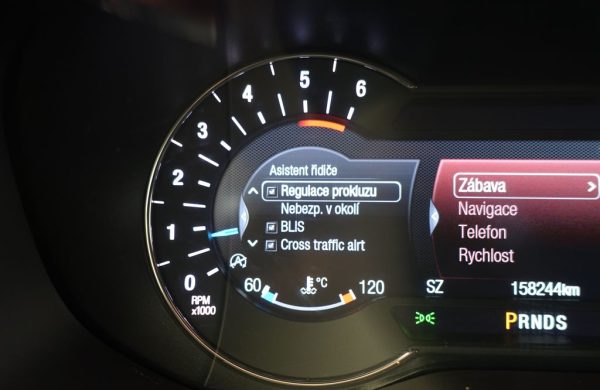 6
5
4
3
2
1
0
RPM
x1000
Asistent řidiče
Regulace prokluzu
Nebezp. v okolí
BLIS
Cross traffic alrt
A
60
°C
120
Zábava >
Navigace
Telefon
Rychlost
SZ
158244km
PRNDS